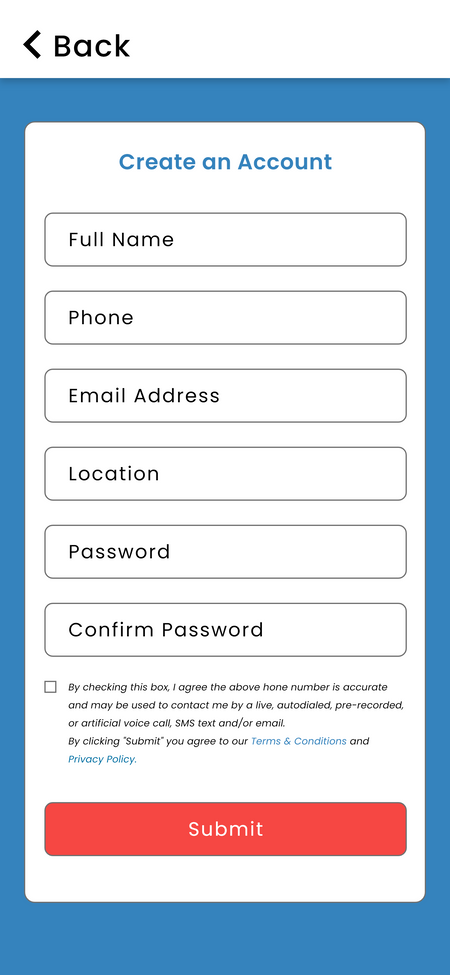 Back
Create an Account
Full Name
Phone
Email Address
Location
Password
Confirm Password
By checking this box, I agree the above hone number is accurate
and may be used to contact me by a live, autodialed, pre-recorded,
or artificial voice call, SMS text and/or email.
By clicking "Submit" you agree to our Terms & Conditions and
Privacy Policy.
Submit